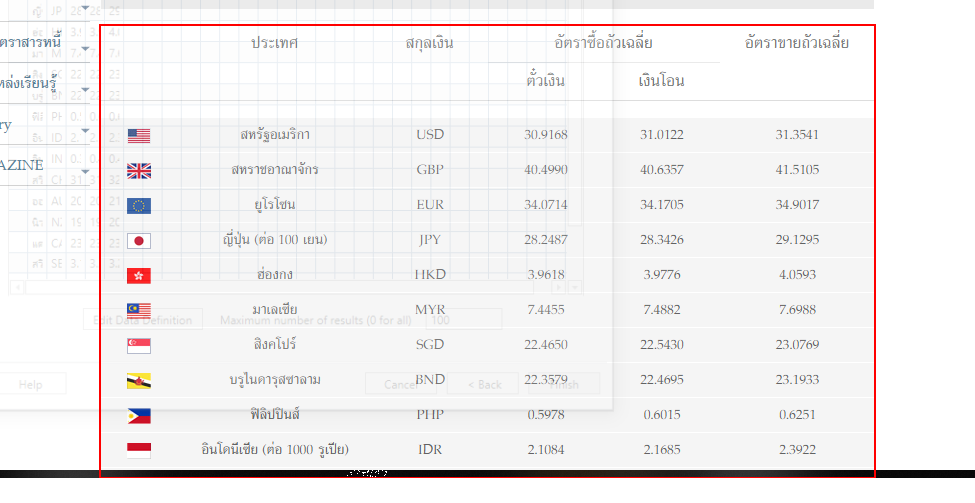 ประเทศ สกุลเงิน อัตราซื้อถัวเฉลี่ย อัตราขายถัวเฉลี่ย
ตั๋วเงิน เงินโอน
สหรัฐอเมริกา USD 30.9168 31.0122 31.3541
สหราชอาณาจักร GBP 40.4990 40.6357 41.5105
ยูโรโซน EUR 34.0714 34.1705 34.9017
ญี่ปุ่น (ต่อ 100 เยน) JPY 28.2487 28.3426 29.1295
ฮ่องกง HKD 3.9618 3.9776 4.0593
มาเลเซีย MYR 7.4455 7.4882 7.6988
สิงคโปร์ SGD 22.4650 22.5430 23.0769
บรูไนดารุสซาลาม BND 22.3579 22.4695 23.1933
ฟิลิปปินส์ PHP 0.5978 0.6015 0.6251
อินโดนีเซีย (ต่อ 1000 รูเปีย) IDR 2.1084 2.1685 2.3922
ตราสารหนี้
หล่งเรียนรู้
ry
AZINE
Edit Data Definition Maximum number of results (0 for all) 100
Help Cancel < Back Finish